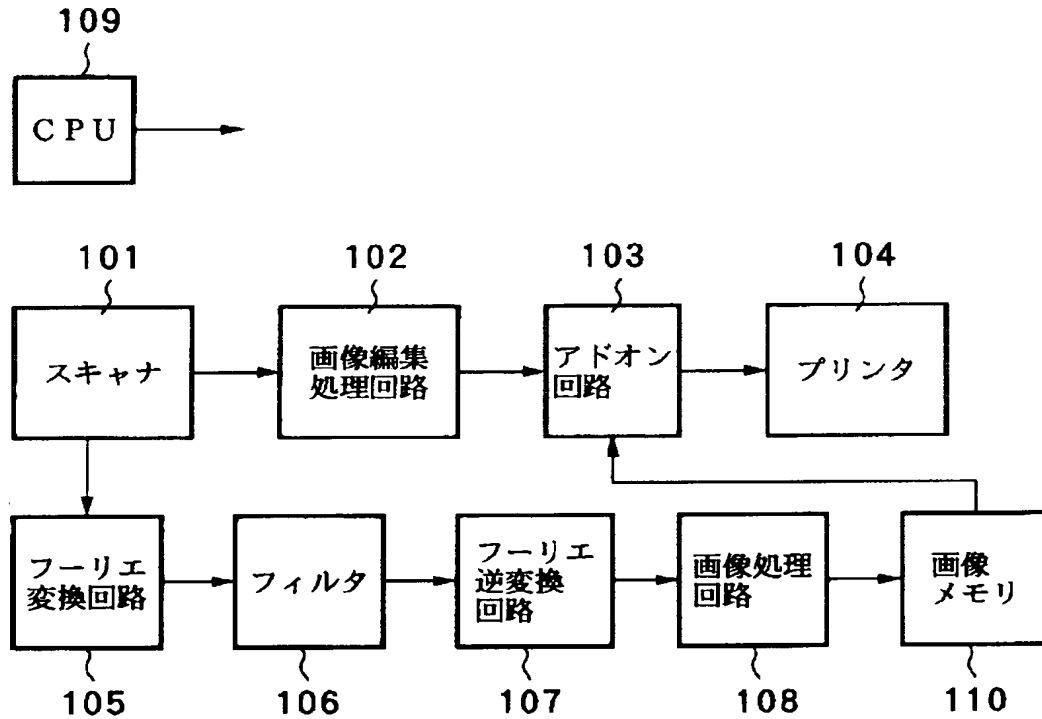 109
CPU
101
102
103
104
スキャナ
画像編集
処理回路
アドオン
回路
プリンタ
フーリエ
変換回路
フィルタ
フーリエ
逆変換
回路
画像処理
回路
画像
メモリ
105
106
107
108
110